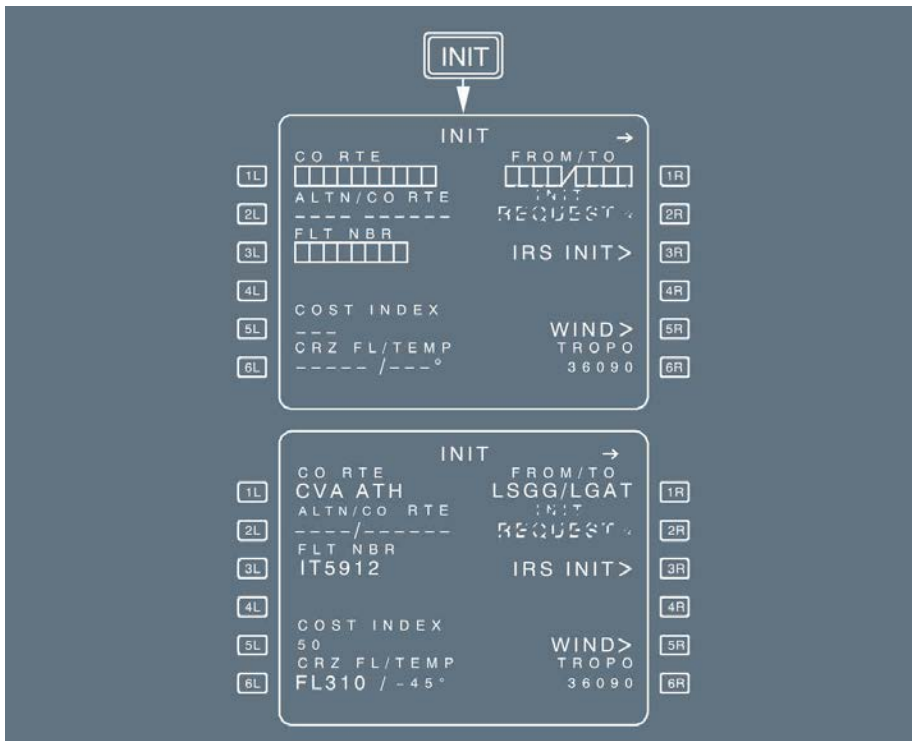 INIT
INIT →
CO RTE FROM/TO
1L 1R
ALTN/CO RTE INIT
2L ---- ------ REQUEST 2R
FLT NBR
3L IRS INIT> 3R
4L 4R
COST INDEX
5L --- WIND> 5R
CRZ FL/TEMP TROPO
6L ----- /---° 36090 6R
INIT →
CO RTE FROM/TO
1L CVA ATH LSGG/LGAT 1R
ALTN/CO RTE INIT
2L ----/------ REQUEST 2R
FLT NBR
3L IT5912 IRS INIT> 3R
4L 4R
COST INDEX
5L 50 WIND> 5R
CRZ FL/TEMP TROPO
6L FL310 / -45° 36090 6R